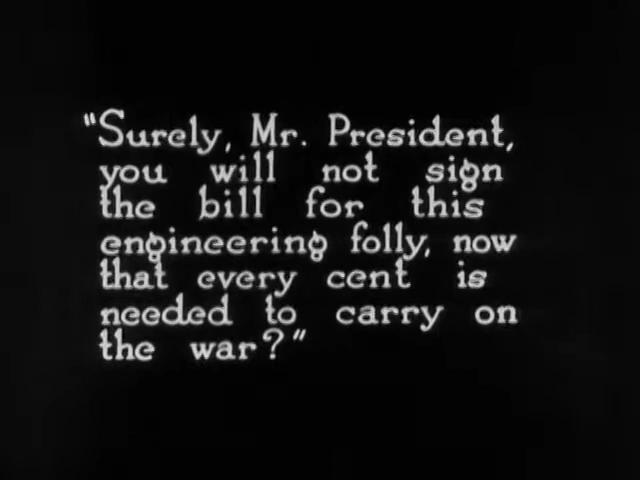 "Surely, Mr. President,
you will not sign
the bill for this
engineering folly, now
that every cent is
needed to carry on
the war?"